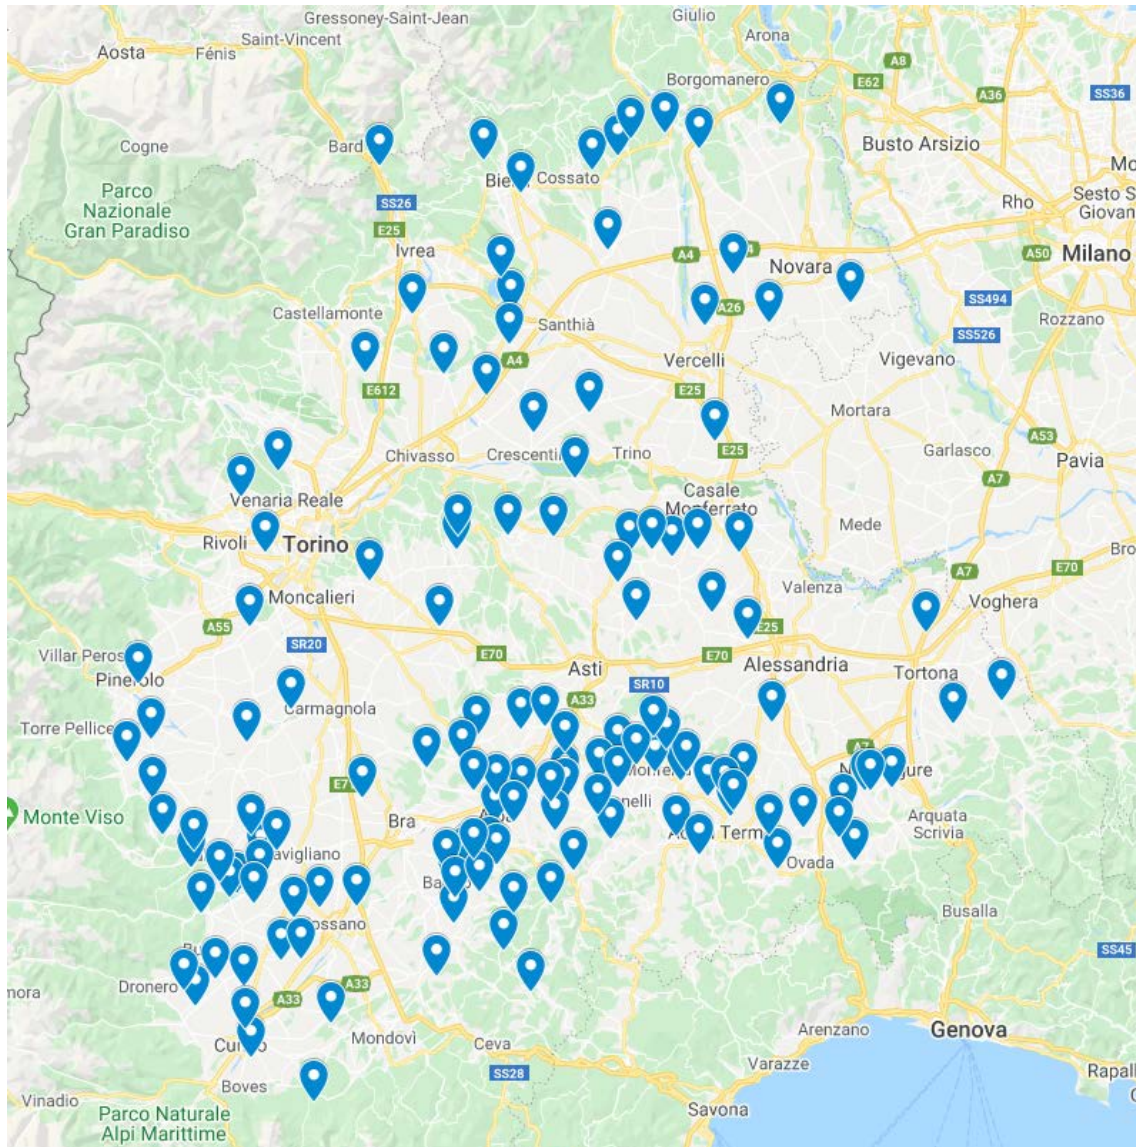 Gressoney-Saint-Jean
Giulio
Arona
Aosta
Saint-Vincent
Fénis
A8
E62
A36
SS36
Borgomanero
Cogne
Bard
Busto Arsizio
Cossato
Parco
Nazionale
Gran Paradiso
SS26
E25
Ivrea
Rho
Sesto S
Giovan
A4
Novara
A50
Milano
Castellamonte
Santhià
A26
SS494
Rozzano
SS526
A4
Vercelli
Vigevano
E612
E25
Mortara
Chivasso
Trino
E25
Garlasco
A53
Pavia
A7
Venaria Reale
Casale
Monferrato
Rivoli
Torino
Mede
Bro
A7
E70
Moncalieri
Valenza
Voghera
A55
SR20
E25
Villar Peros
Pinerolo
E70
Asti
E70
Alessandria
Tortona
SR10
A33
Torre Pellice
Carmagnola
A7
Monte Viso
Bra
Arquata
Scrivia
Ovada
Busalla
SS45
Dronero
A33
A33
Mondovì
Arenzano
Genova
Ceva
Boves
SS28
Varazze
Rapall
Vinadio
Parco Naturale
Alpi Marittime
Savona